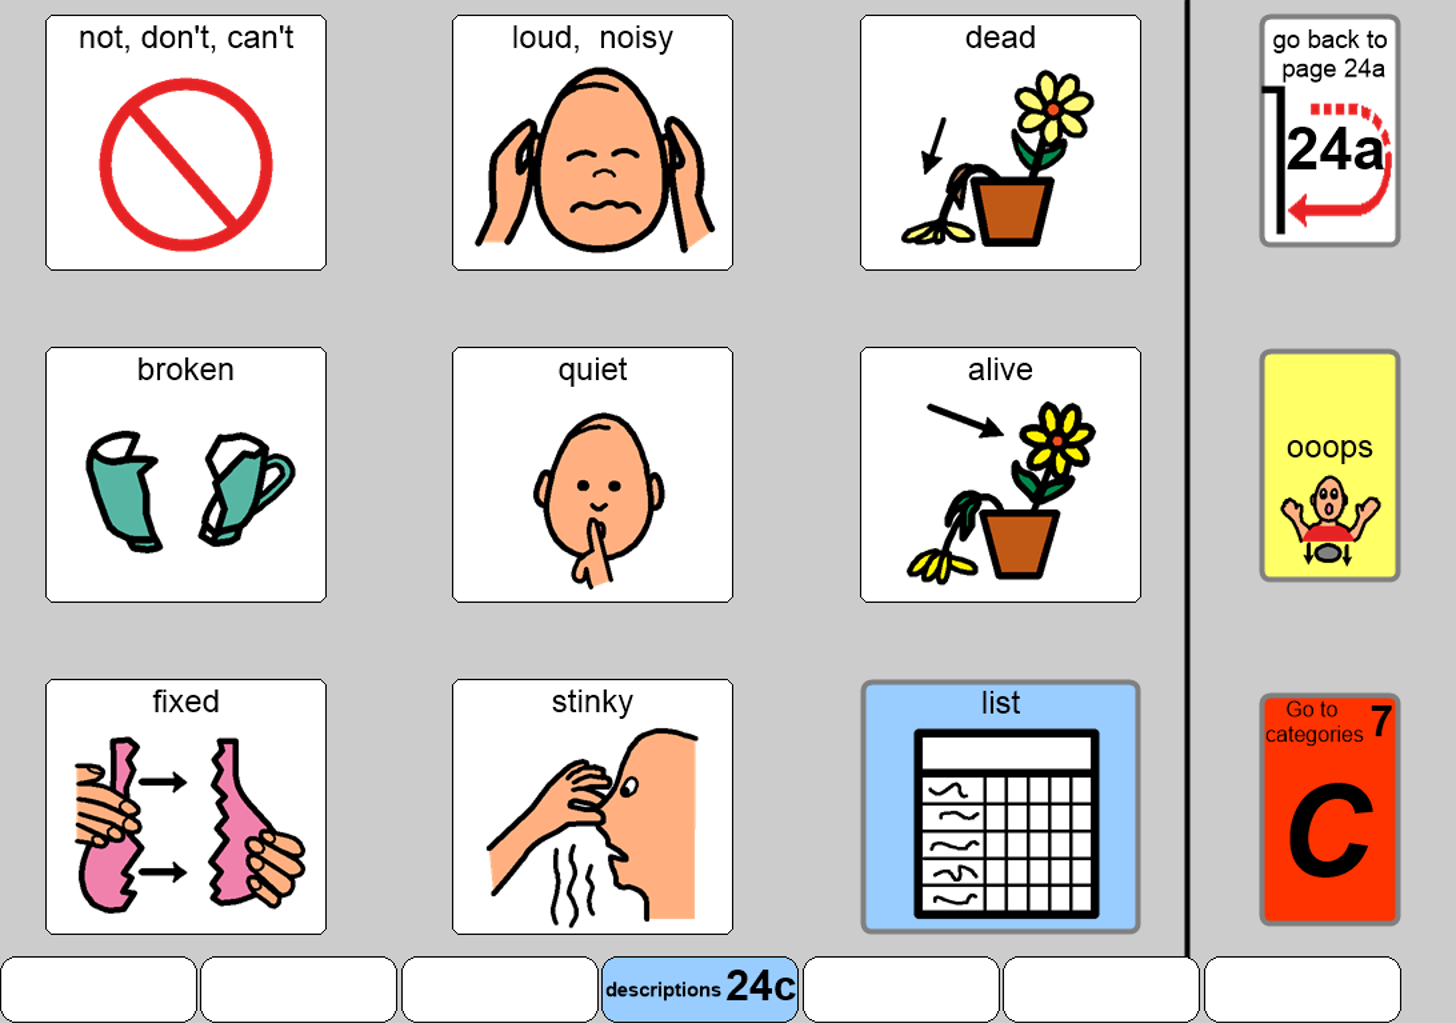 not, don't, can't
loud, noisy
dead
go back to
page 24a
24a
broken
quiet
alive
ooops
fixed
stinky
list
Go to
categories 7
C
descriptions 24c